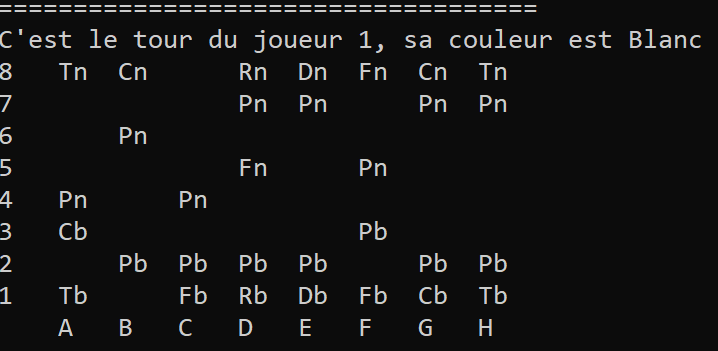 ====================================
C'est le tour du joueur 1, sa couleur est Blanc
8   Tn  Cn      Rn  Dn  Fn  Cn  Tn
7               Pn  Pn      Pn  Pn
6       Pn
5               Fn      Pn
4   Pn      Pn
3   Cb                  Pb
2       Pb  Pb  Pb  Pb      Pb  Pb
1   Tb      Fb  Rb  Db  Fb  Cb  Tb
    A   B   C   D   E   F   G   H